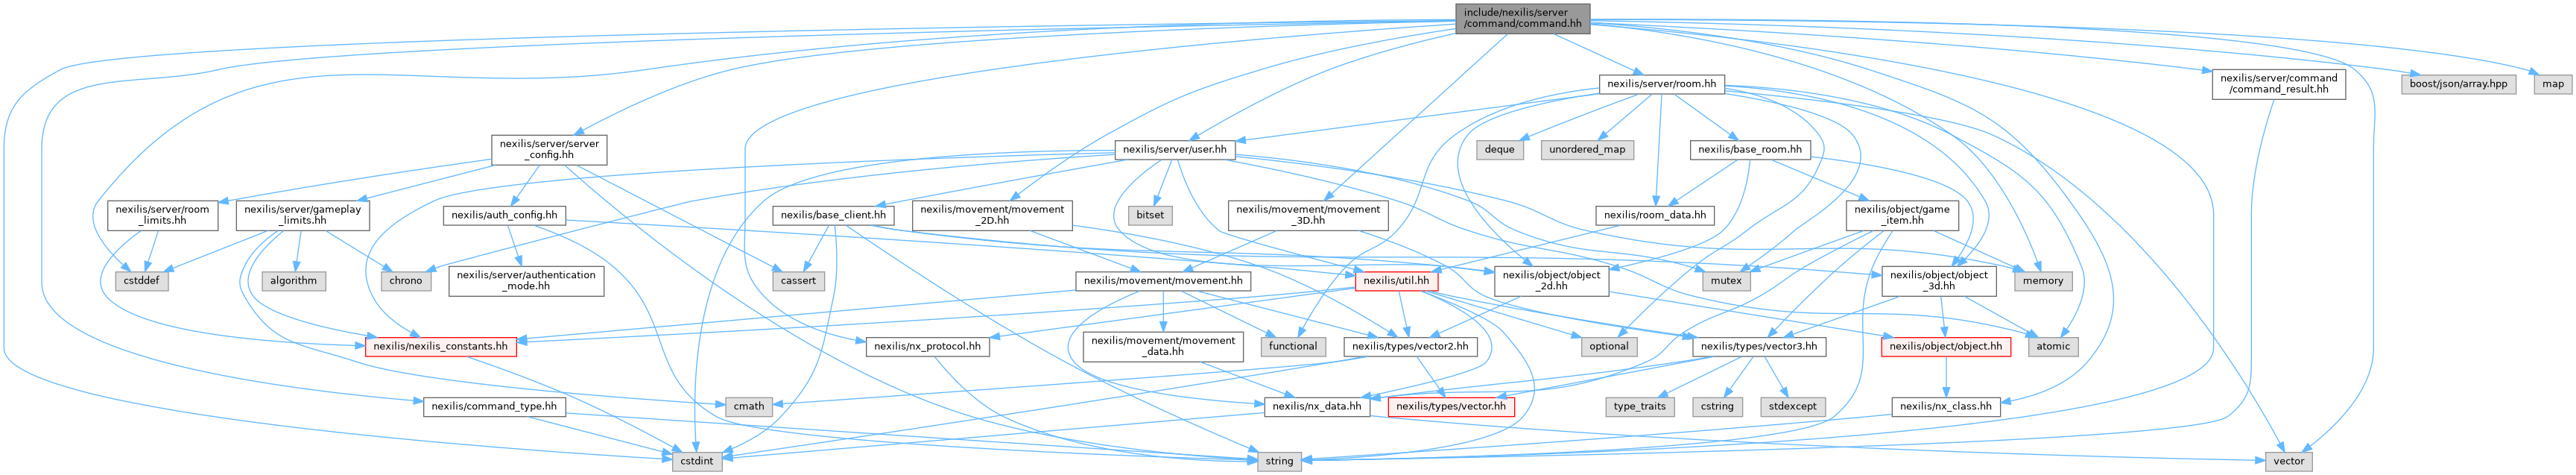 include/nexilis/server
/command/command.hh
nexilis/server/room.hh
nexilis/server/command
/command_result.hh
boost/json/array.hpp
map
nexilis/server/server
_config.hh
nexilis/server/user.hh
deque
unordered_map
nexilis/base_room.hh
nexilis/server/room
_limits.hh
nexilis/server/gameplay
_limits.hh
nexilis/auth_config.hh
nexilis/base_client.hh
nexilis/movement/movement
_2D.hh
bitset
nexilis/movement/movement
_3D.hh
nexilis/room_data.hh
nexilis/object/game
_item.hh
cstddef
algorithm
chrono
nexilis/server/authentication
_mode.hh
cassert
nexilis/movement/movement.hh
nexilis/util.hh
nexilis/object/object
_2d.hh
mutex
nexilis/object/object
_3d.hh
memory
nexilis/nexilis_constants.hh
nexilis/nx_protocol.hh
nexilis/movement/movement
_data.hh
functional
nexilis/types/vector2.hh
optional
nexilis/types/vector3.hh
nexilis/object/object.hh
atomic
nexilis/command_type.hh
cmath
nexilis/nx_data.hh
nexilis/types/vector.hh
type_traits
cstring
stdexcept
nexilis/nx_class.hh
cstdint
string
vector